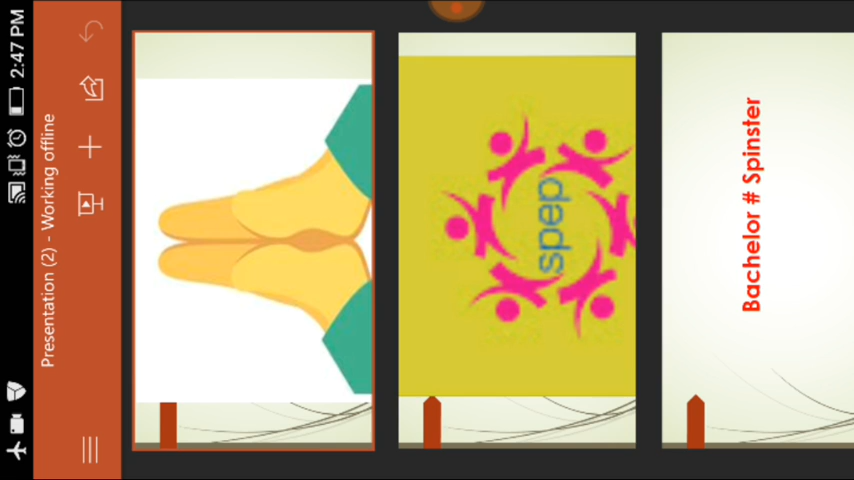 2:47 PM
Presentation (2) - Working offline
spep
Bachelor # Spinster